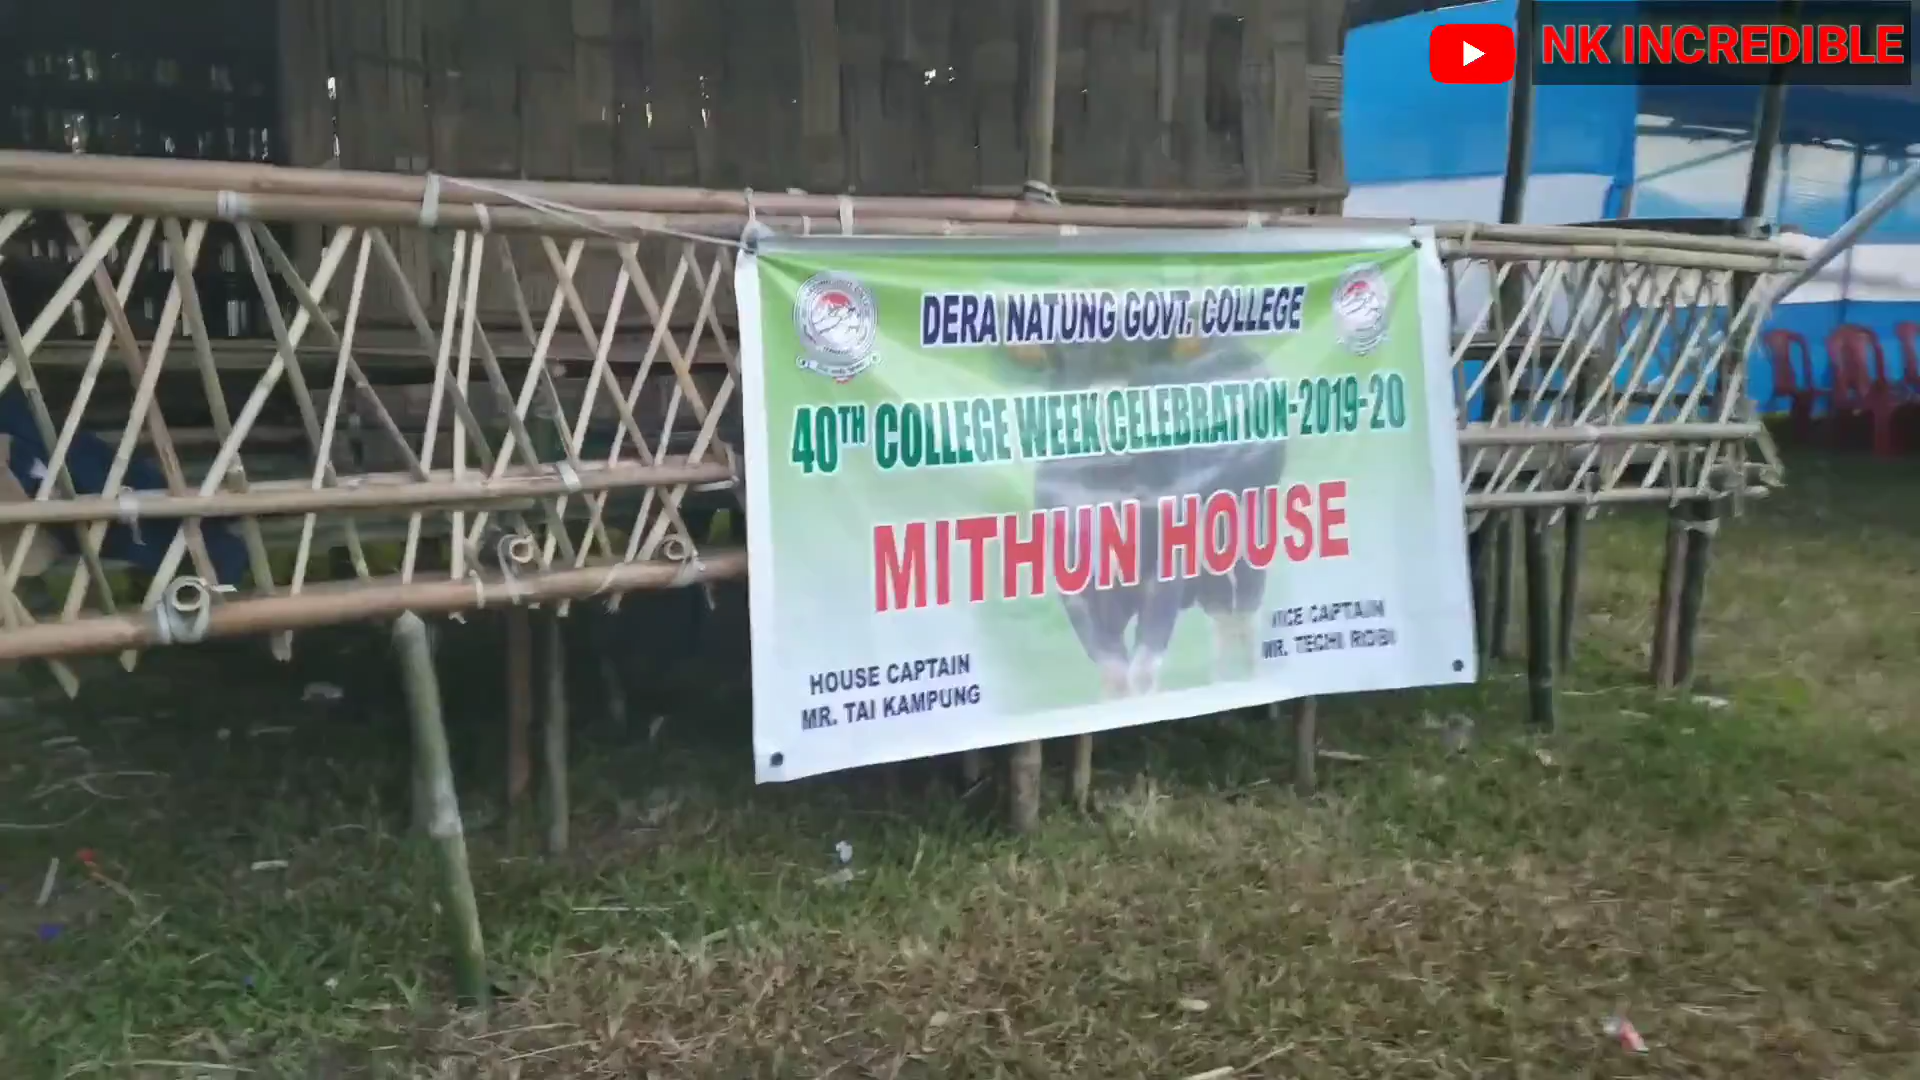 NK INCREDIBLE
DERA NATUNG GOVT. COLLEGE
40TH COLLEGE WEEK CELEBRATION-2019-20
MITHUN HOUSE
HOUSE CAPTAIN
MR. TAI KAMPUNG
VICE CAPTAIN
MR. TECHI ROBI